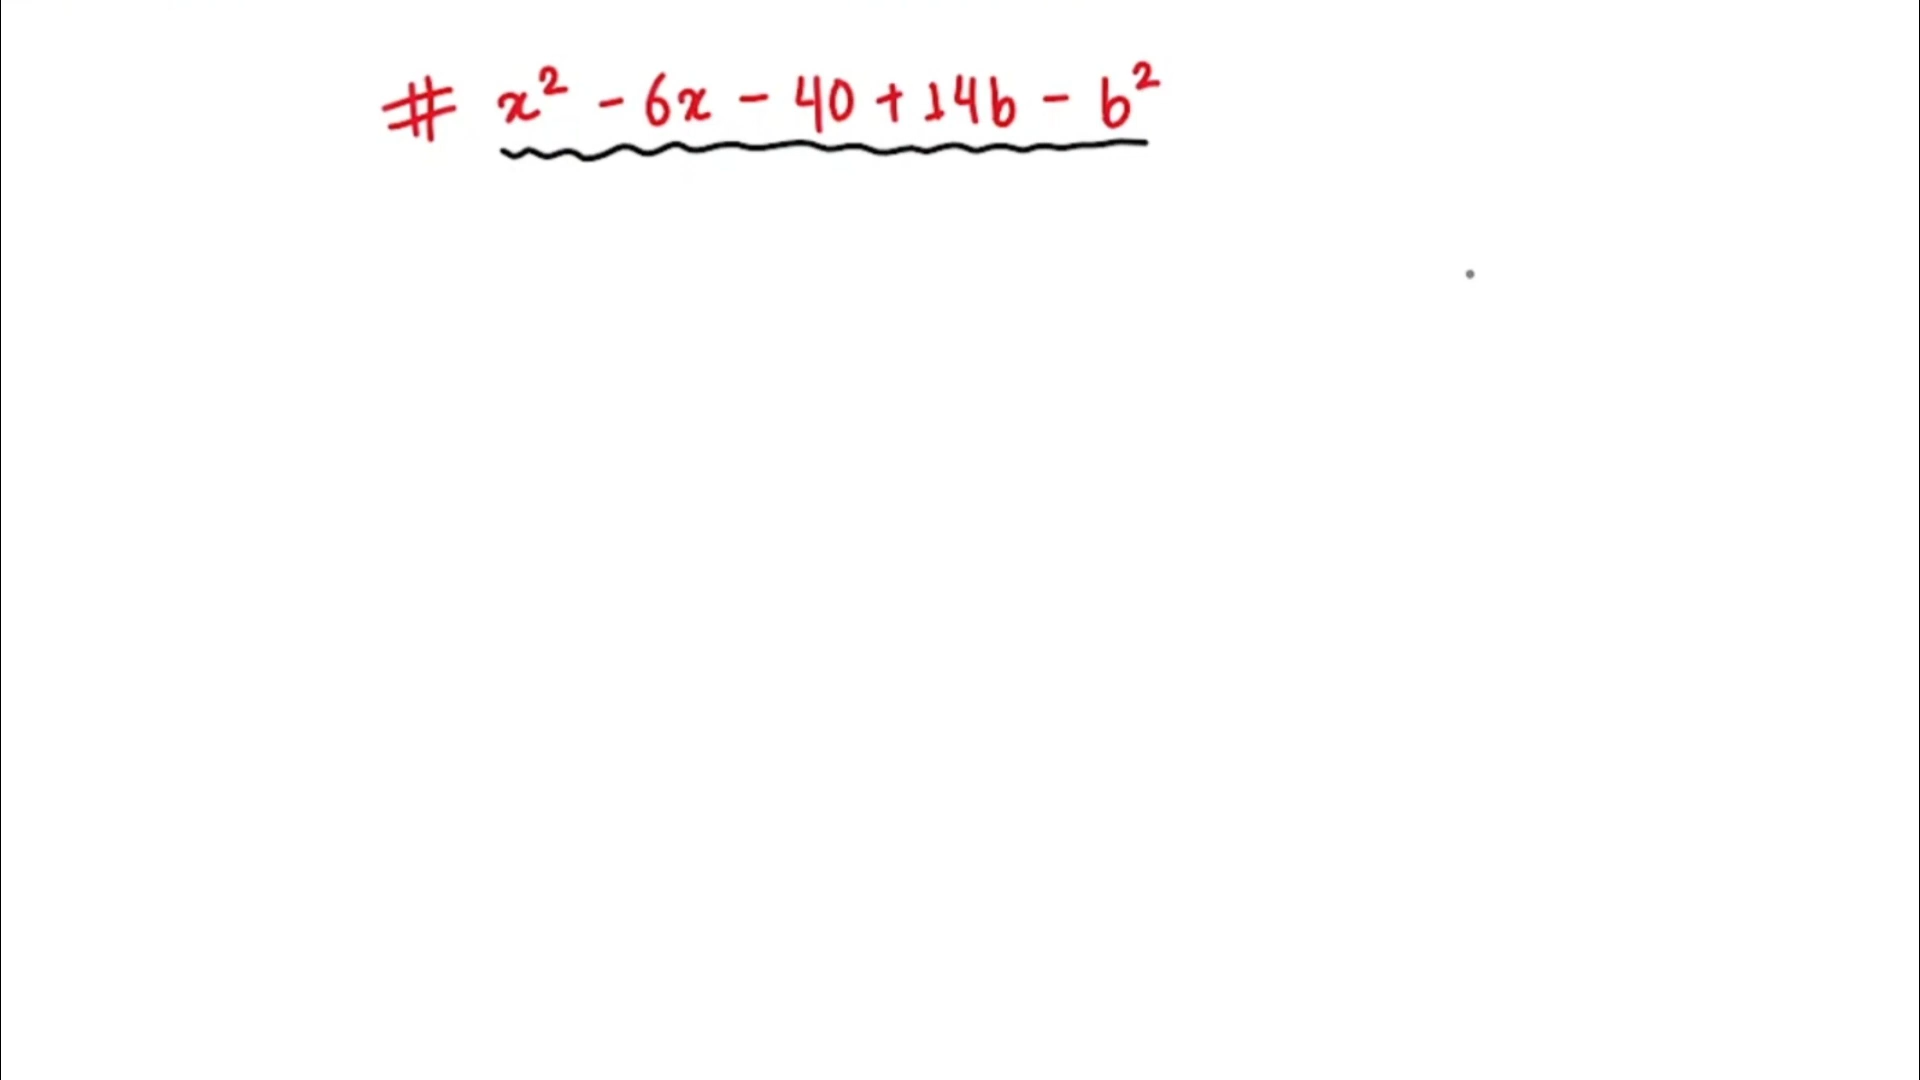 # x² - 6x - 40 + 14b - b²